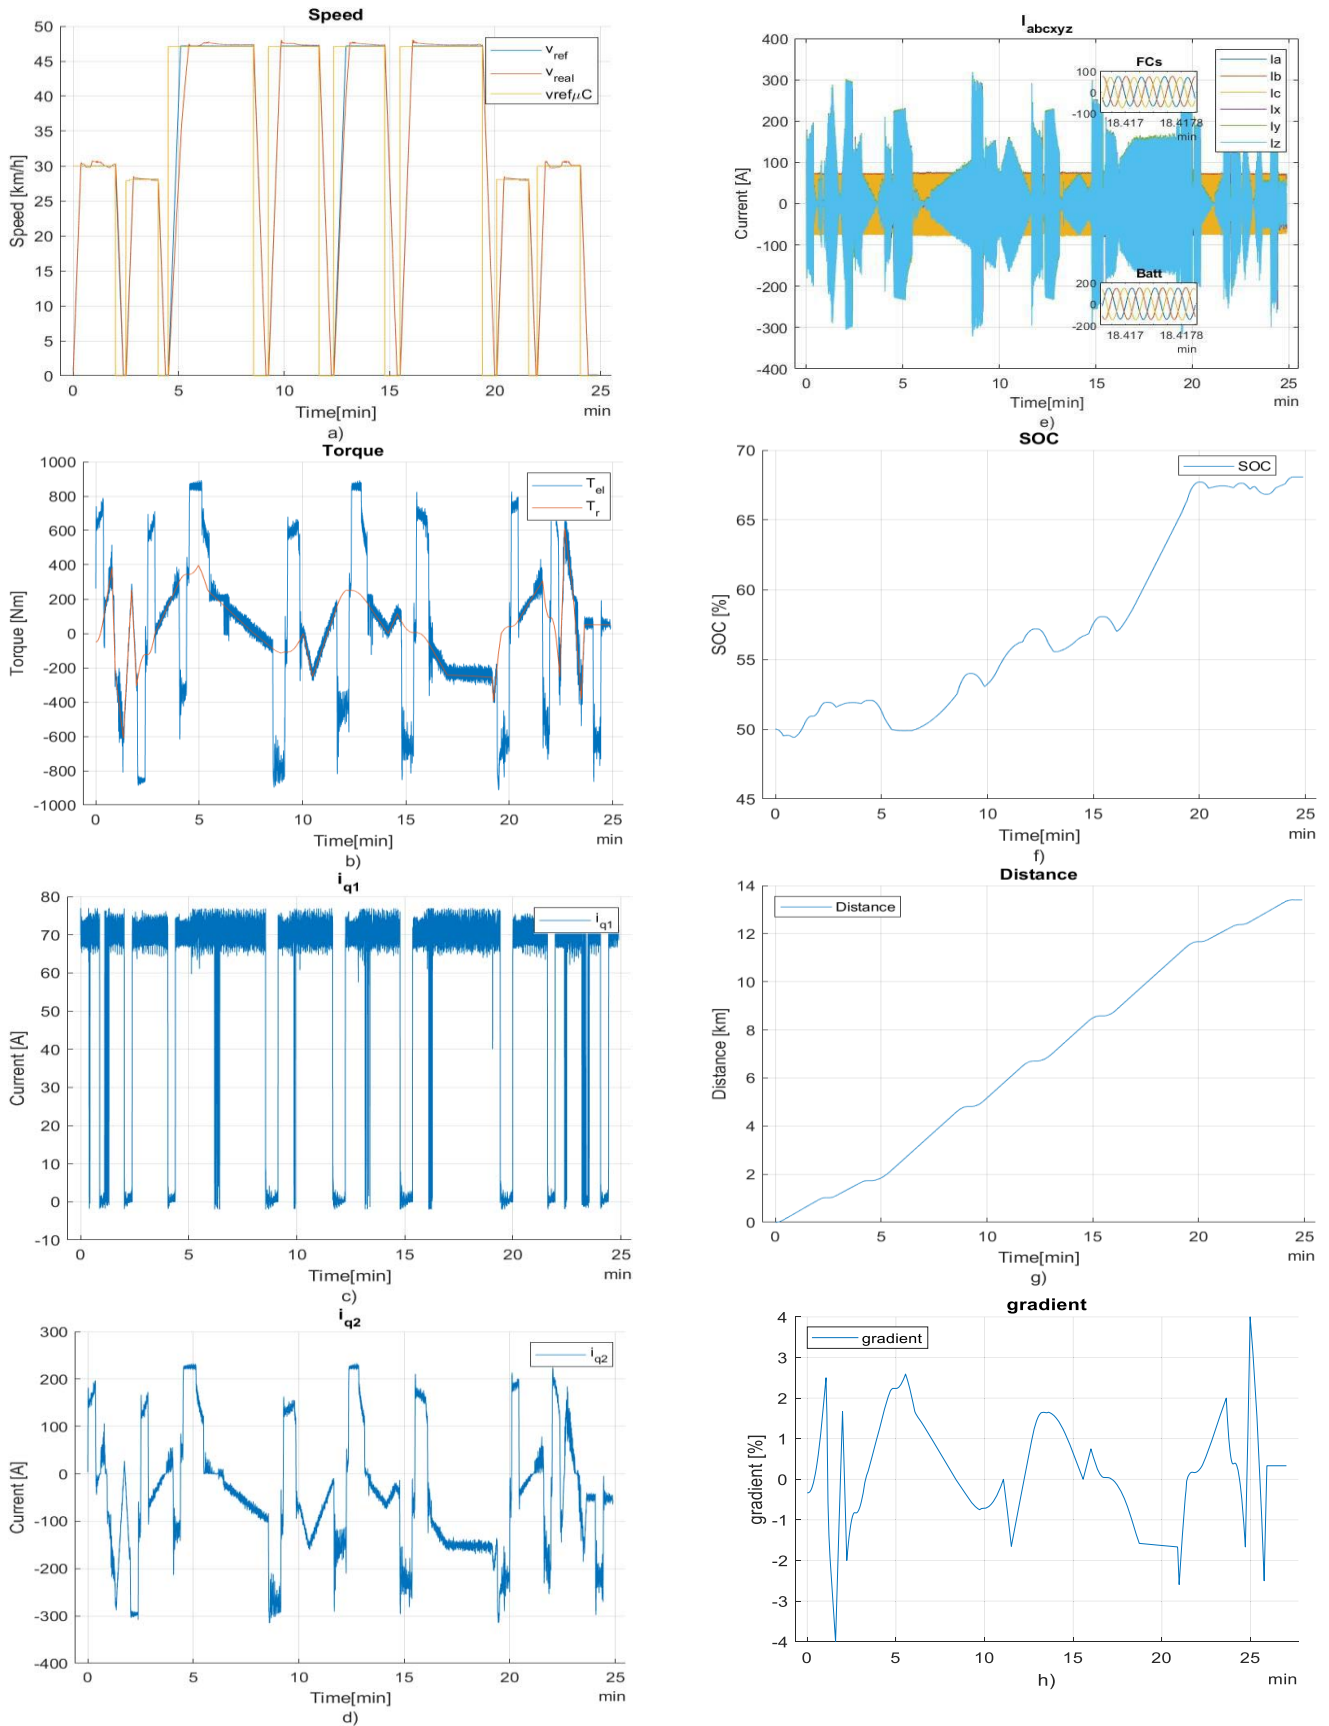 Speed
50
45
40
35
30
25
20
15
10
5
0
Speed [km/h]
v_ref
v_real
vrefμC
0 5 10 15 20 25
Time[min]
min
a)
Torque
1000
800
600
400
200
0
-200
-400
-600
-800
-1000
Torque [Nm]
T_el
T_r
0 5 10 15 20 25
Time[min]
min
b)
i_q1
80
70
60
50
40
30
20
10
0
-10
Current [A]
i_q1
0 5 10 15 20 25
Time[min]
min
c)
i_q2
300
200
100
0
-100
-200
-300
-400
Current [A]
i_q2
0 5 10 15 20 25
Time[min]
min
d)
I_abcxyz
400
300
200
100
0
-100
-200
-300
-400
Current [A]
FCs
100
0
-100
18.417 18.4178
min
Ia
Ib
Ic
Ix
Iy
Iz
Batt
200
0
-200
18.417 18.4178
min
0 5 10 15 20 25
Time[min]
min
e)
SOC
70
65
60
55
50
45
SOC [%]
SOC
0 5 10 15 20 25
Time[min]
min
f)
Distance
14
12
10
8
6
4
2
0
Distance [km]
Distance
0 5 10 15 20 25
Time[min]
min
g)
gradient
4
3
2
1
0
-1
-2
-3
-4
gradient [%]
gradient
0 5 10 15 20 25
min
h)